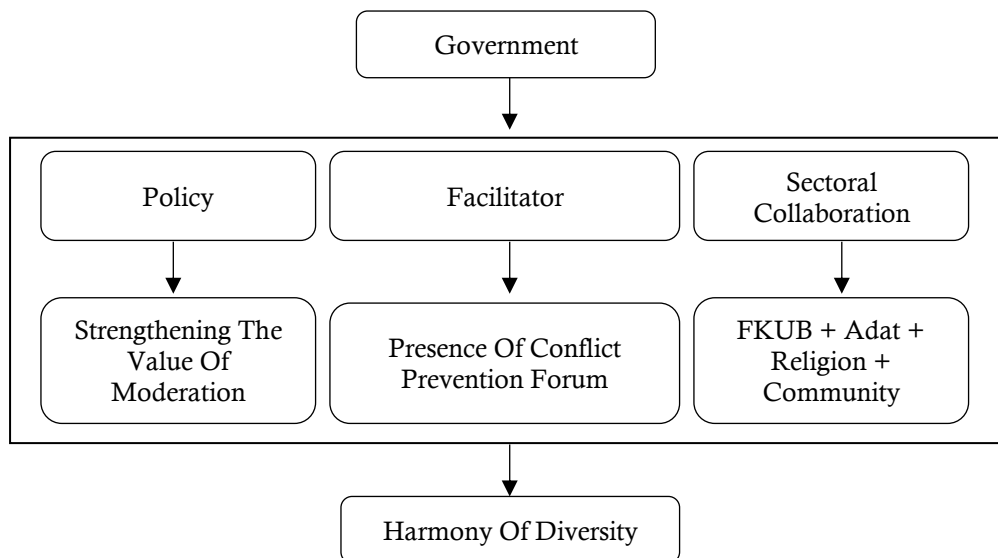 Government
Policy
Facilitator
Sectoral
Collaboration
Strengthening The
Value Of
Moderation
Presence Of Conflict
Prevention Forum
FKUB + Adat +
Religion +
Community
Harmony Of Diversity